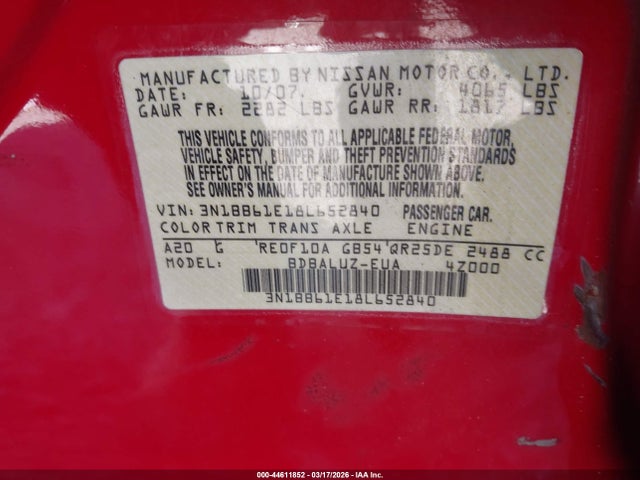 MANUFACTURED BY NISSAN MOTOR CO., LTD.
DATE: 10/07. GVWR: 4065 LBS
GAWR FR: 2282 LBS GAWR RR: 1817 LBS
THIS VEHICLE CONFORMS TO ALL APPLICABLE FEDERAL MOTOR,
VEHICLE SAFETY, BUMPER AND THEFT PREVENTION STANDARDS
IN EFFECT ON THE DATE OF MANUFACTURE SHOWN ABOVE.
SEE OWNER'S MANUAL FOR ADDITIONAL INFORMATION.
VIN: 3N1BB61E18L652840 PASSENGER CAR.
COLOR TRIM TRANS AXLE ENGINE
A20 G RE0F10A GB54 QR25DE 2488 CC
MODEL: BDBALUZ-EUA 4Z000
3N1BB61E18L652840
000-44611852 | 03/17/2026 | IAA Inc.